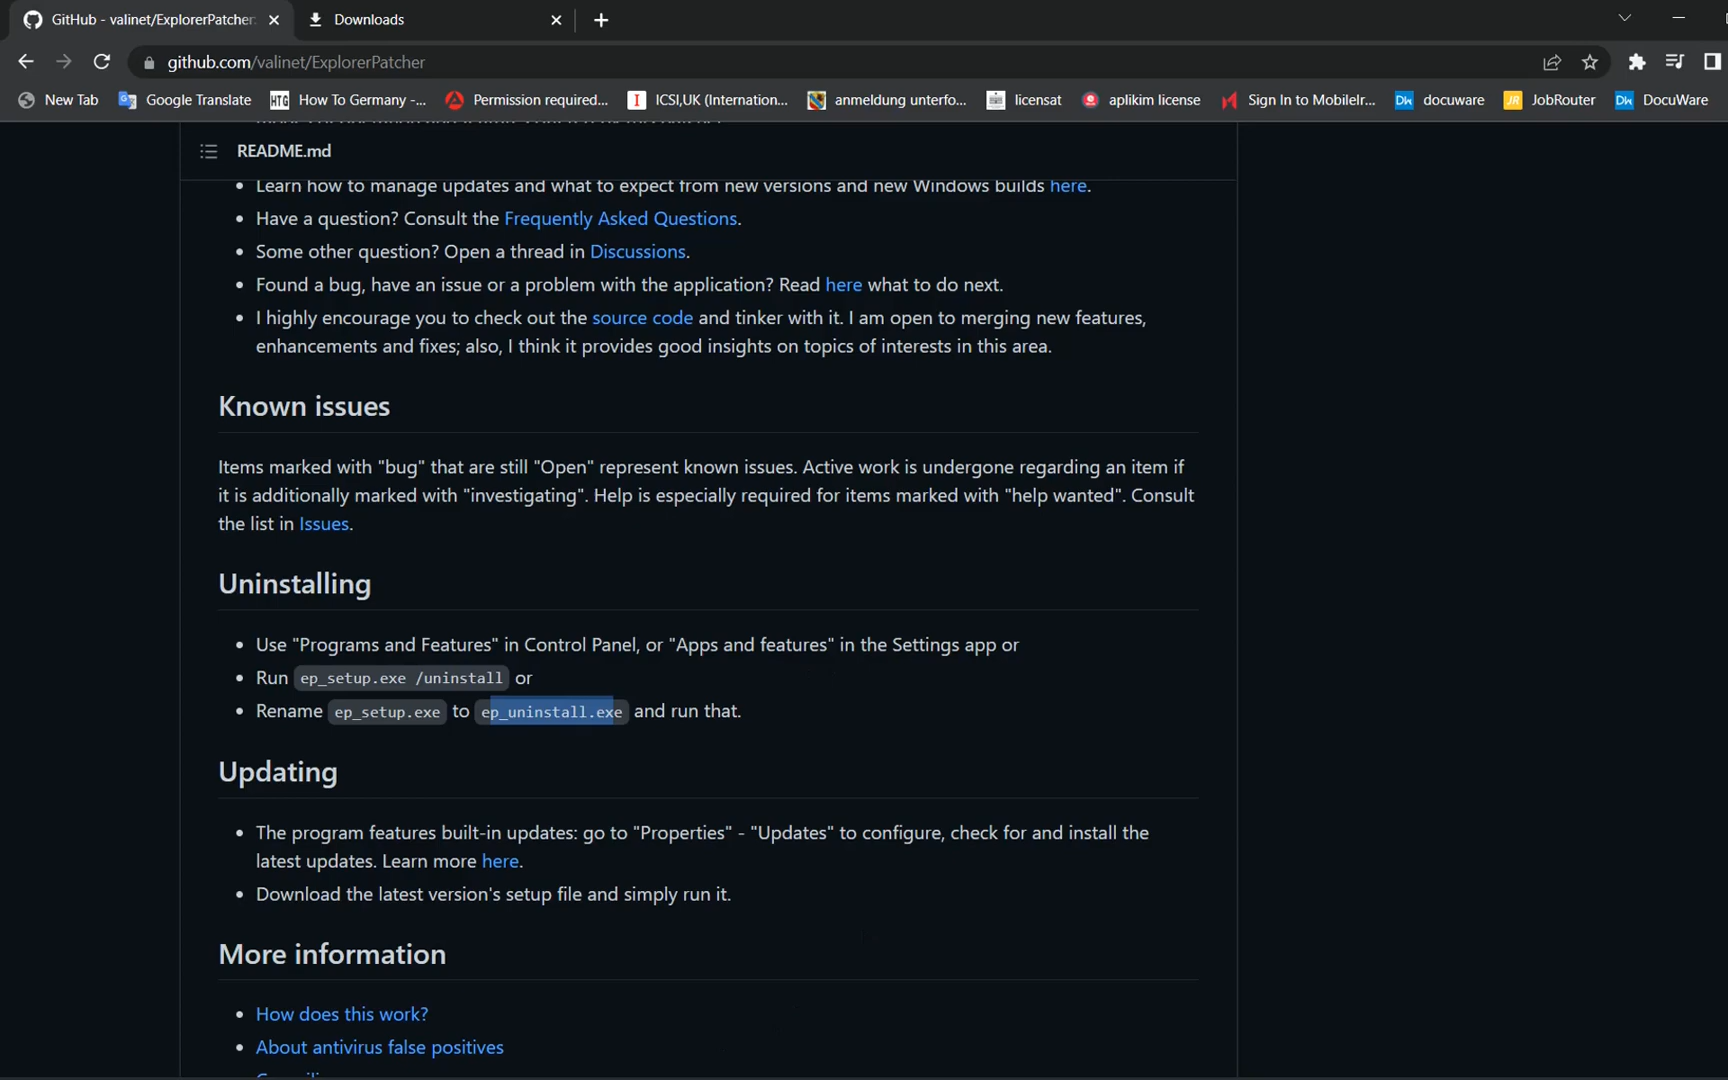 GitHub - valinet/ExplorerPatcher:
Downloads
github.com/valinet/ExplorerPatcher
New Tab
Google Translate
HTG How To Germany -...
Permission required...
I ICSI,UK (Internation...
anmeldung unterfo...
licensat
aplikim license
Sign In to MobileIr...
DW docuware
JR JobRouter
DW DocuWare
README.md
Learn how to manage updates and what to expect from new versions and new Windows builds here.
Have a question? Consult the Frequently Asked Questions.
Some other question? Open a thread in Discussions.
Found a bug, have an issue or a problem with the application? Read here what to do next.
I highly encourage you to check out the source code and tinker with it. I am open to merging new features,
enhancements and fixes; also, I think it provides good insights on topics of interests in this area.
Known issues
Items marked with "bug" that are still "Open" represent known issues. Active work is undergone regarding an item if
it is additionally marked with "investigating". Help is especially required for items marked with "help wanted". Consult
the list in Issues.
Uninstalling
Use "Programs and Features" in Control Panel, or "Apps and features" in the Settings app or
Run ep_setup.exe /uninstall or
Rename ep_setup.exe to ep_uninstall.exe and run that.
Updating
The program features built-in updates: go to "Properties" - "Updates" to configure, check for and install the
latest updates. Learn more here.
Download the latest version's setup file and simply run it.
More information
How does this work?
About antivirus false positives